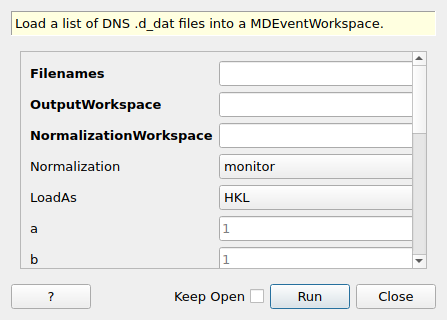 Load a list of DNS .d_dat files into a MDEventWorkspace.
Filenames
OutputWorkspace
NormalizationWorkspace
Normalization monitor
LoadAs HKL
a 1
b 1
? Keep Open Run Close